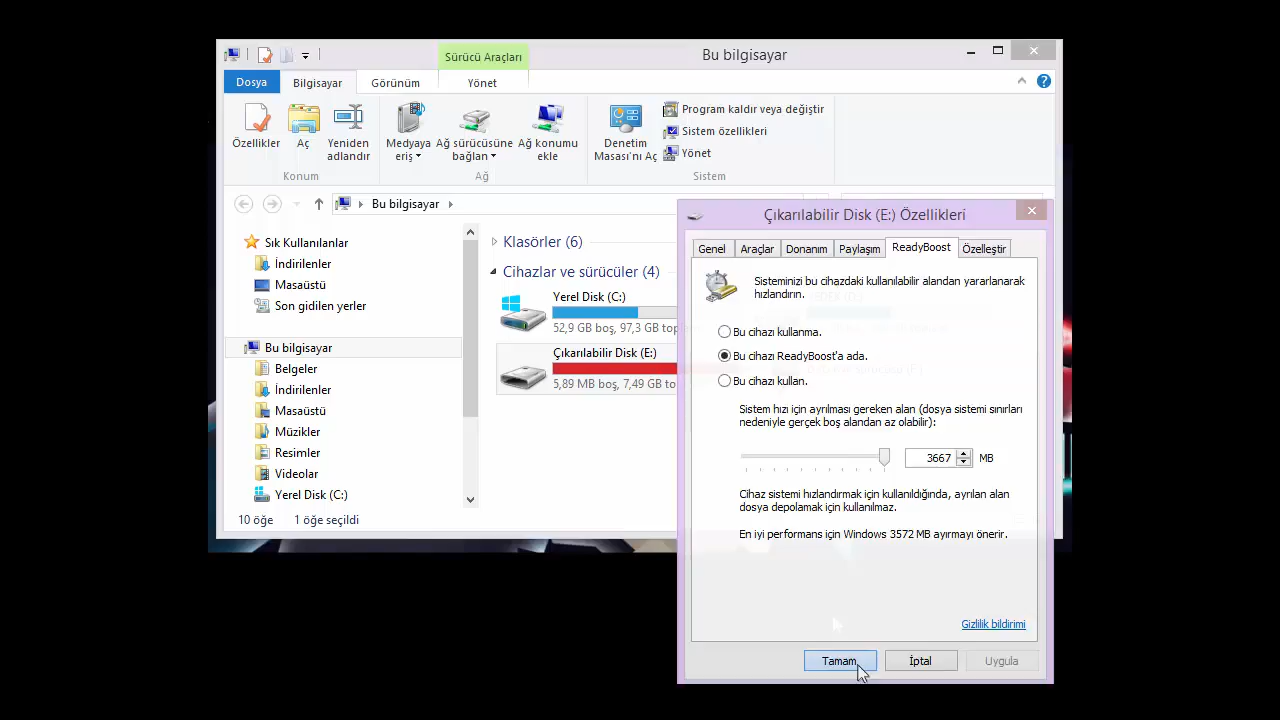 Sürücü Araçları
Bu bilgisayar
Dosya
Bilgisayar
Görünüm
Yönet
Özellikler
Aç
Yeniden
adlandır
Konum
Medyaya
eriş
Ağ sürücüsüne
bağlan
Ağ konumu
ekle
Ağ
Denetim
Masası'nı Aç
Program kaldır veya değiştir
Sistem özellikleri
Yönet
Sistem
Bu bilgisayar
Sık Kullanılanlar
İndirilenler
Masaüstü
Son gidilen yerler
Bu bilgisayar
Belgeler
İndirilenler
Masaüstü
Müzikler
Resimler
Videolar
Yerel Disk (C:)
10 öğe
1 öğe seçildi
Klasörler (6)
Cihazlar ve sürücüler (4)
Yerel Disk (C:)
52,9 GB boş, 97,3 GB top
Çıkarılabilir Disk (E:)
5,89 MB boş, 7,49 GB top
Çıkarılabilir Disk (E:) Özellikleri
Genel
Araçlar
Donanım
Paylaşım
ReadyBoost
Özelleştir
Sisteminizi bu cihazdaki kullanılabilir alandan yararlanarak
hızlandırın.
Bu cihazı kullanma.
Bu cihazı ReadyBoost'a ada.
Bu cihazı kullan.
Sistem hızı için ayrılması gereken alan (dosya sistemi sınırları
nedeniyle gerçek boş alandan az olabilir):
3667 MB
Cihaz sistemi hızlandırmak için kullanıldığında, ayrılan alan
dosya depolamak için kullanılmaz.
En iyi performans için Windows 3572 MB ayırmayı önerir.
Gizlilik bildirimi
Tamam
İptal
Uygula